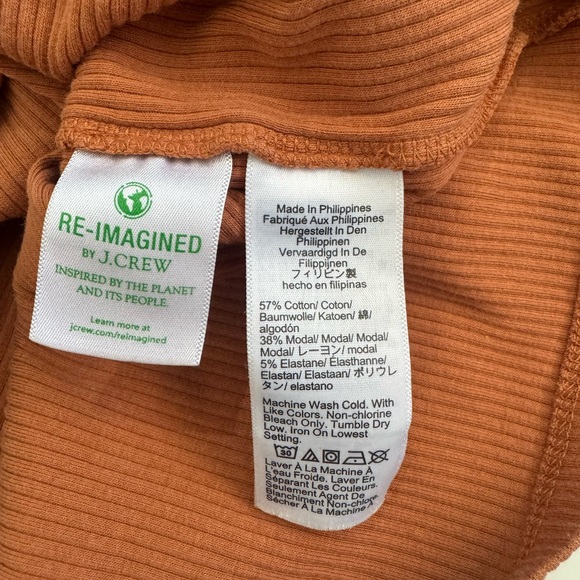 RE-IMAGINED
BY J.CREW
INSPIRED BY THE PLANET
AND ITS PEOPLE.
Learn more at
jcrew.com/reimagined
Made In Philippines
Fabriqué Aux Philippines
Hergestellt In Den
Philippinen
Vervaardigd In De
Filippijnen
フィリピン製
hecho en filipinas
57% Cotton/ Coton/
Baumwolle/ Katoen/ 綿/
algodón
38% Modal/ Modal/ Modal/
Modal/ レーヨン/ modal
5% Elastane/ Élasthanne/
Elastan/ Elastaan/ ポリウレ
タン/ elastano
Machine Wash Cold. With
Like Colors. Non-chlorine
Bleach Only. Tumble Dry
Low. Iron On Lowest
Setting.
30
Laver À La Machine À
L'eau Froide. Laver En
Séparant Les Couleurs.
Seulement Agent De
Blanchiment Non-chlore.
Sécher À La Machine À